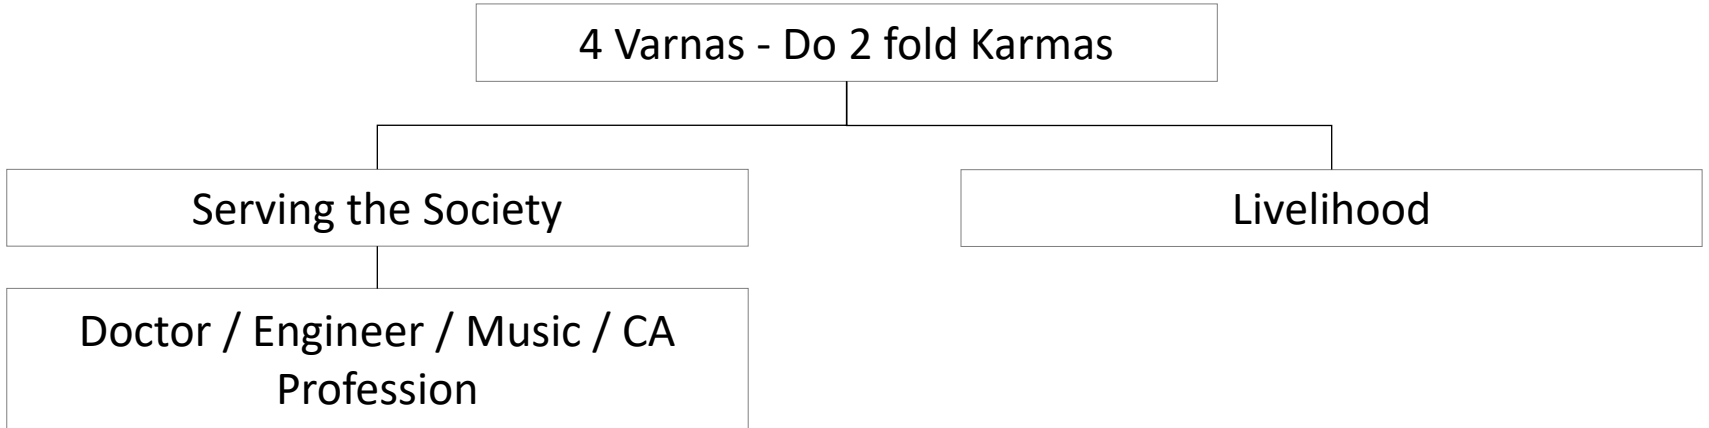 4 Varnas - Do 2 fold Karmas
Serving the Society
Livelihood
Doctor / Engineer / Music / CA
Profession